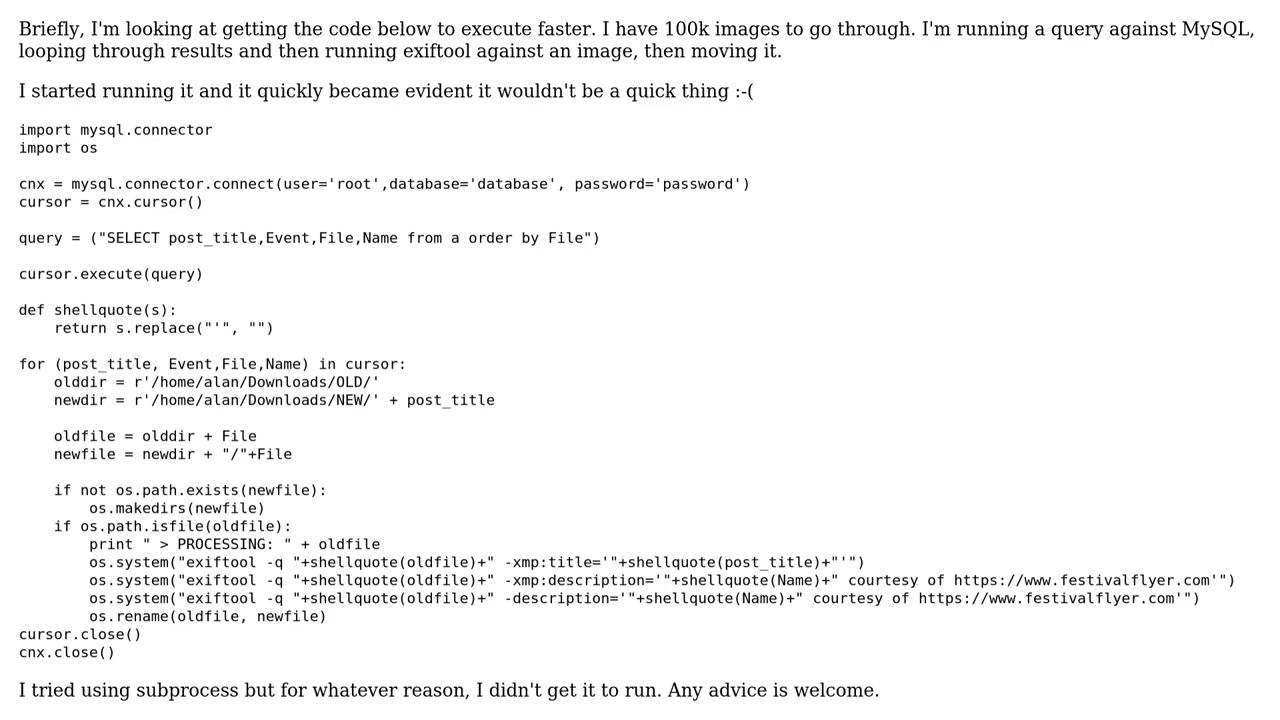 Briefly, I'm looking at getting the code below to execute faster. I have 100k images to go through. I'm running a query against MySQL,
looping through results and then running exiftool against an image, then moving it.
I started running it and it quickly became evident it wouldn't be a quick thing :-(
import mysql.connector
import os
cnx = mysql.connector.connect(user='root',database='database', password='password')
cursor = cnx.cursor()
query = ("SELECT post_title,Event,File,Name from a order by File")
cursor.execute(query)
def shellquote(s):
    return s.replace("'", "")
for (post_title, Event,File,Name) in cursor:
    olddir = r'/home/alan/Downloads/OLD/'
    newdir = r'/home/alan/Downloads/NEW/' + post_title
    oldfile = olddir + File
    newfile = newdir + "/"+File
    if not os.path.exists(newfile):
        os.makedirs(newfile)
    if os.path.isfile(oldfile):
        print " > PROCESSING: " + oldfile
        os.system("exiftool -q "+shellquote(oldfile)+" -xmp:title='"+shellquote(post_title)+"'")
        os.system("exiftool -q "+shellquote(oldfile)+" -xmp:description='"+shellquote(Name)+" courtesy of https://www.festivalflyer.com'")
        os.system("exiftool -q "+shellquote(oldfile)+" -description='"+shellquote(Name)+" courtesy of https://www.festivalflyer.com'")
        os.rename(oldfile, newfile)
cursor.close()
cnx.close()
I tried using subprocess but for whatever reason, I didn't get it to run. Any advice is welcome.